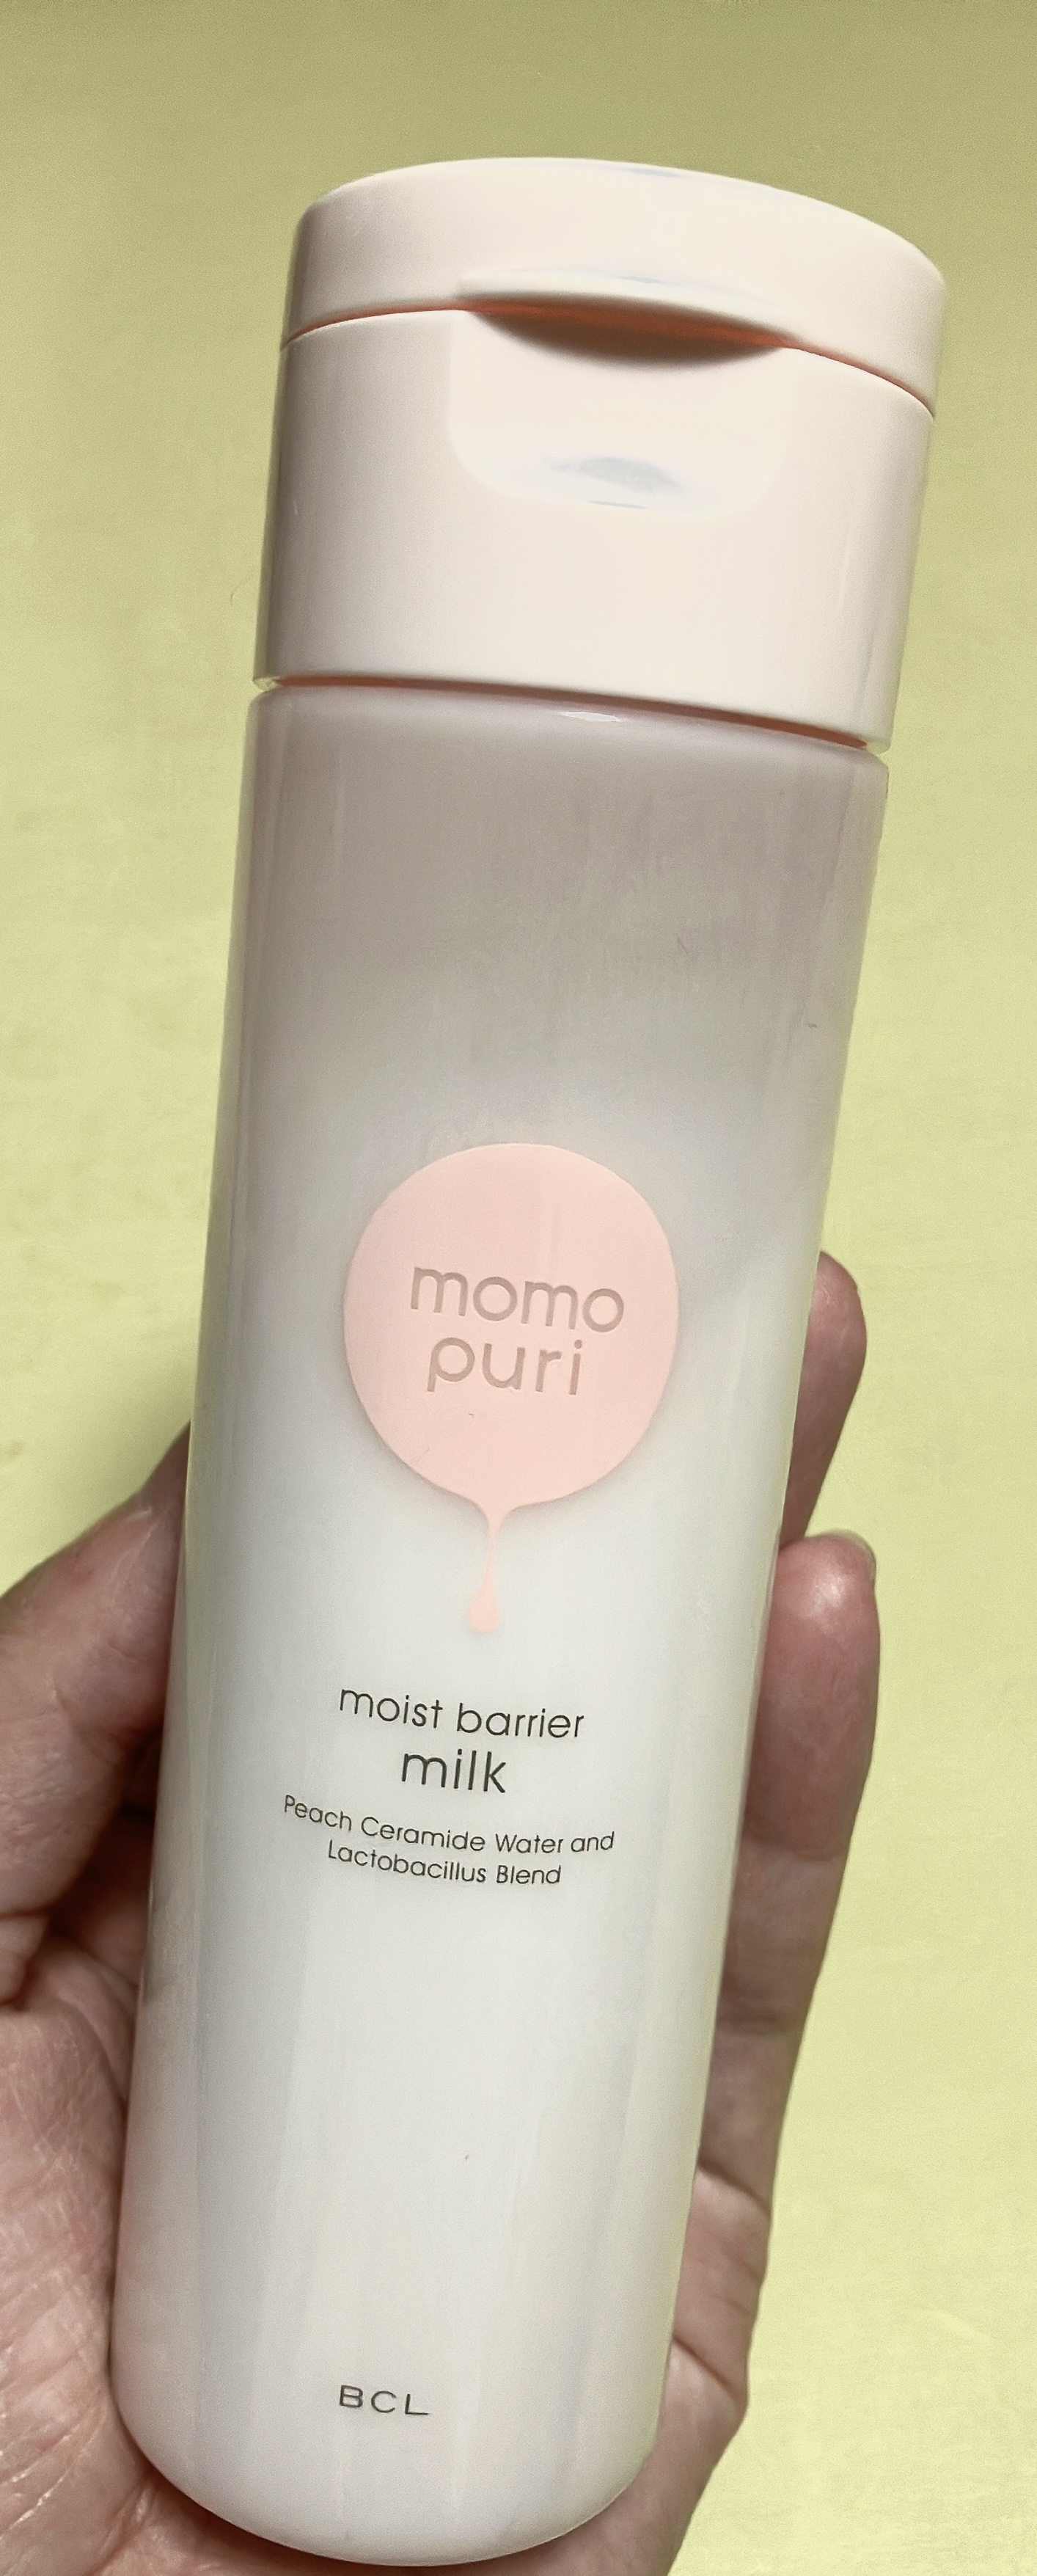 momo
puri
moist barrier
milk
Peach Ceramide Water and
Lactobacillus Blend
BCL